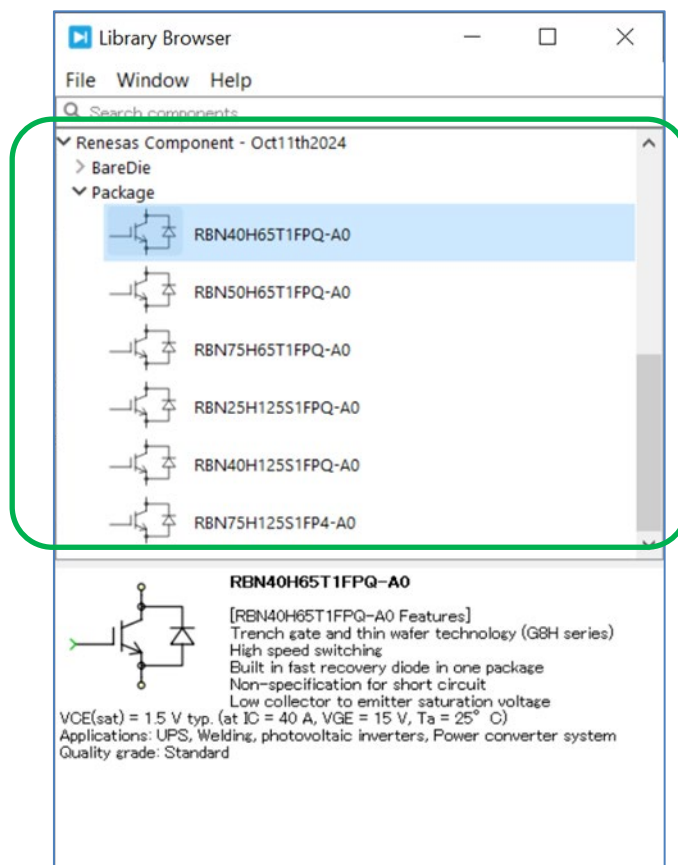 Library Browser
File Window Help
Search components
Renesas Component - Oct11th2024
BareDie
Package
RBN40H65T1FPQ-A0
RBN50H65T1FPQ-A0
RBN75H65T1FPQ-A0
RBN25H125S1FPQ-A0
RBN40H125S1FPQ-A0
RBN75H125S1FP4-A0
RBN40H65T1FPQ-A0
[RBN40H65T1FPQ-A0 Features]
Trench gate and thin wafer technology (G8H series)
High speed switching
Built in fast recovery diode in one package
Non-specification for short circuit
Low collector to emitter saturation voltage
VCE(sat) = 1.5 V typ. (at IC = 40 A, VGE = 15 V, Ta = 25° C)
Applications: UPS, Welding, photovoltaic inverters, Power converter system
Quality grade: Standard